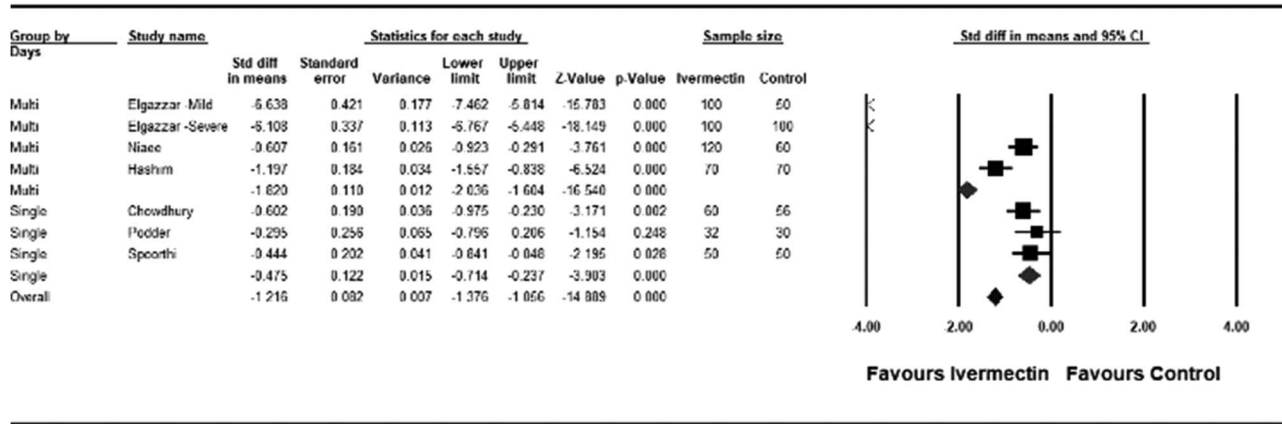 Group by Study name Statistics for each study Sample size Std diff in means and 95% CI
Days
Std diff Standard Lower Upper
in means error Variance limit limit Z-Value p-Value Ivermectin Control
Multi Elgazzar -Mild -6.638 0.421 0.177 -7.462 -5.814 -15.783 0.000 100 50
Multi Elgazzar -Severe -6.108 0.337 0.113 -6.767 -5.448 -18.149 0.000 100 100
Multi Niaee -0.607 0.161 0.026 -0.923 -0.291 -3.761 0.000 120 60
Multi Hashim -1.197 0.184 0.034 -1.557 -0.838 -6.524 0.000 70 70
Multi -1.820 0.110 0.012 -2.036 -1.604 -16.540 0.000
Single Chowdhury -0.602 0.190 0.036 -0.975 -0.230 -3.171 0.002 60 56
Single Podder -0.295 0.256 0.065 -0.796 0.206 -1.154 0.248 32 30
Single Spoorthi -0.444 0.202 0.041 -0.841 -0.048 -2.195 0.028 50 50
Single -0.475 0.122 0.015 -0.714 -0.237 -3.903 0.000
Overall -1.216 0.082 0.007 -1.376 -1.056 -14.889 0.000
-4.00 -2.00 0.00 2.00 4.00
Favours Ivermectin Favours Control